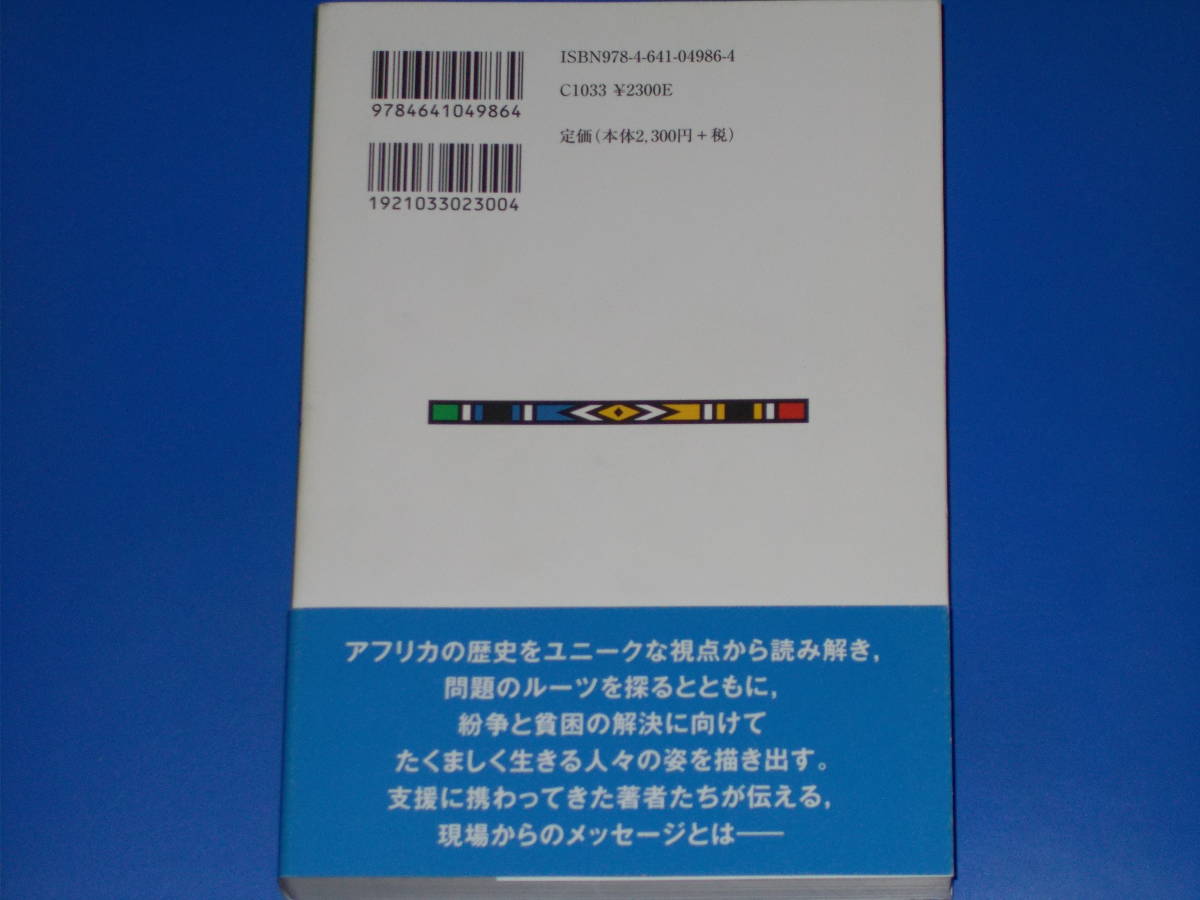 ISBN978-4-641-04986-4
9784641049864
C1033 ¥2300E
定価(本体2,300円+税)
1921033023004
アフリカの歴史をユニークな視点から読み解き,
問題のルーツを探るとともに,
紛争と貧困の解決に向けて
たくましく生きる人々の姿を描き出す。
支援に携わってきた著者たちが伝える,
現場からのメッセージとは——